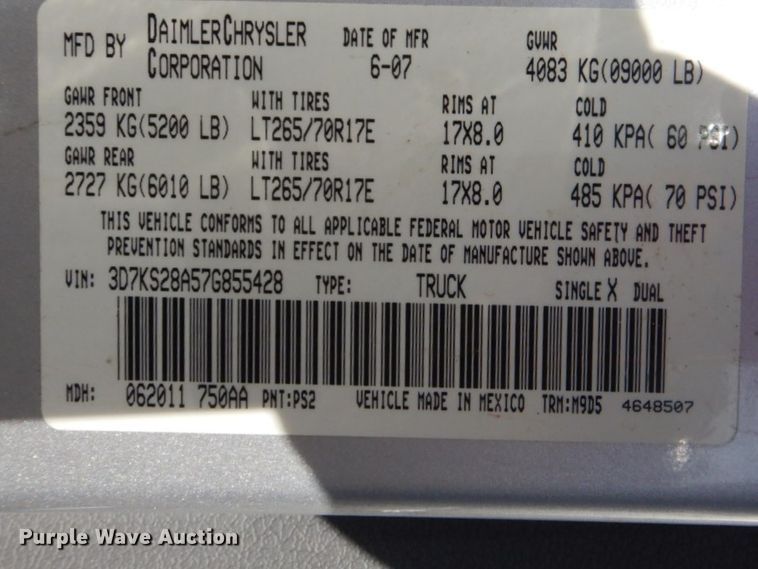 MFD BY DAIMLERCHRYSLER CORPORATION DATE OF MFR 6-07 GVWR 4083 KG(09000 LB)
GAWR FRONT WITH TIRES RIMS AT COLD
2359 KG(5200 LB) LT265/70R17E 17X8.0 410 KPA( 60 PSI)
GAWR REAR WITH TIRES RIMS AT COLD
2727 KG(6010 LB) LT265/70R17E 17X8.0 485 KPA( 70 PSI)
THIS VEHICLE CONFORMS TO ALL APPLICABLE FEDERAL MOTOR VEHICLE SAFETY AND THEFT
PREVENTION STANDARDS IN EFFECT ON THE DATE OF MANUFACTURE SHOWN ABOVE.
VIN: 3D7KS28A57G855428 TYPE: TRUCK SINGLE X DUAL
MDH: 062011 750AA PNT:PS2 VEHICLE MADE IN MEXICO TRM:M9D5 4648507
Purple Wave Auction